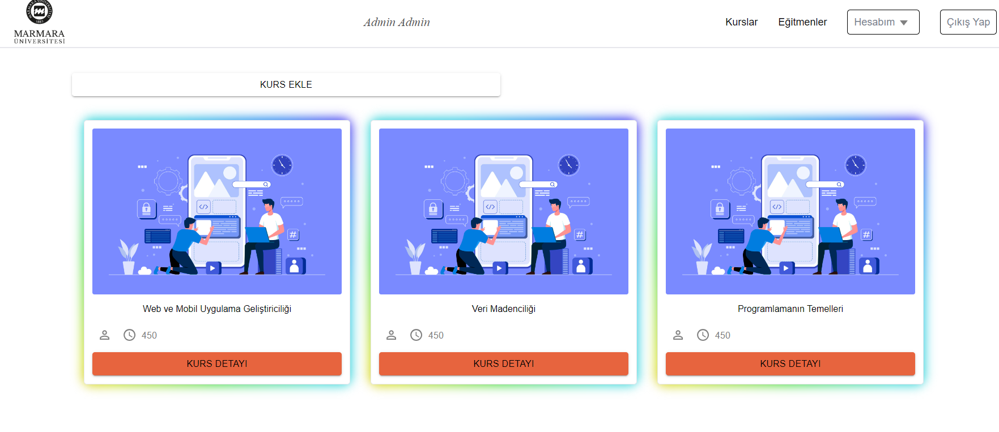 MARMARA
ÜNİVERSİTESİ
Admin Admin
Kurslar
Eğitmenler
Hesabım
Çıkış Yap
KURS EKLE
Web ve Mobil Uygulama Geliştiriciliği
450
KURS DETAYI
Veri Madenciliği
450
KURS DETAYI
Programlamanın Temelleri
450
KURS DETAYI